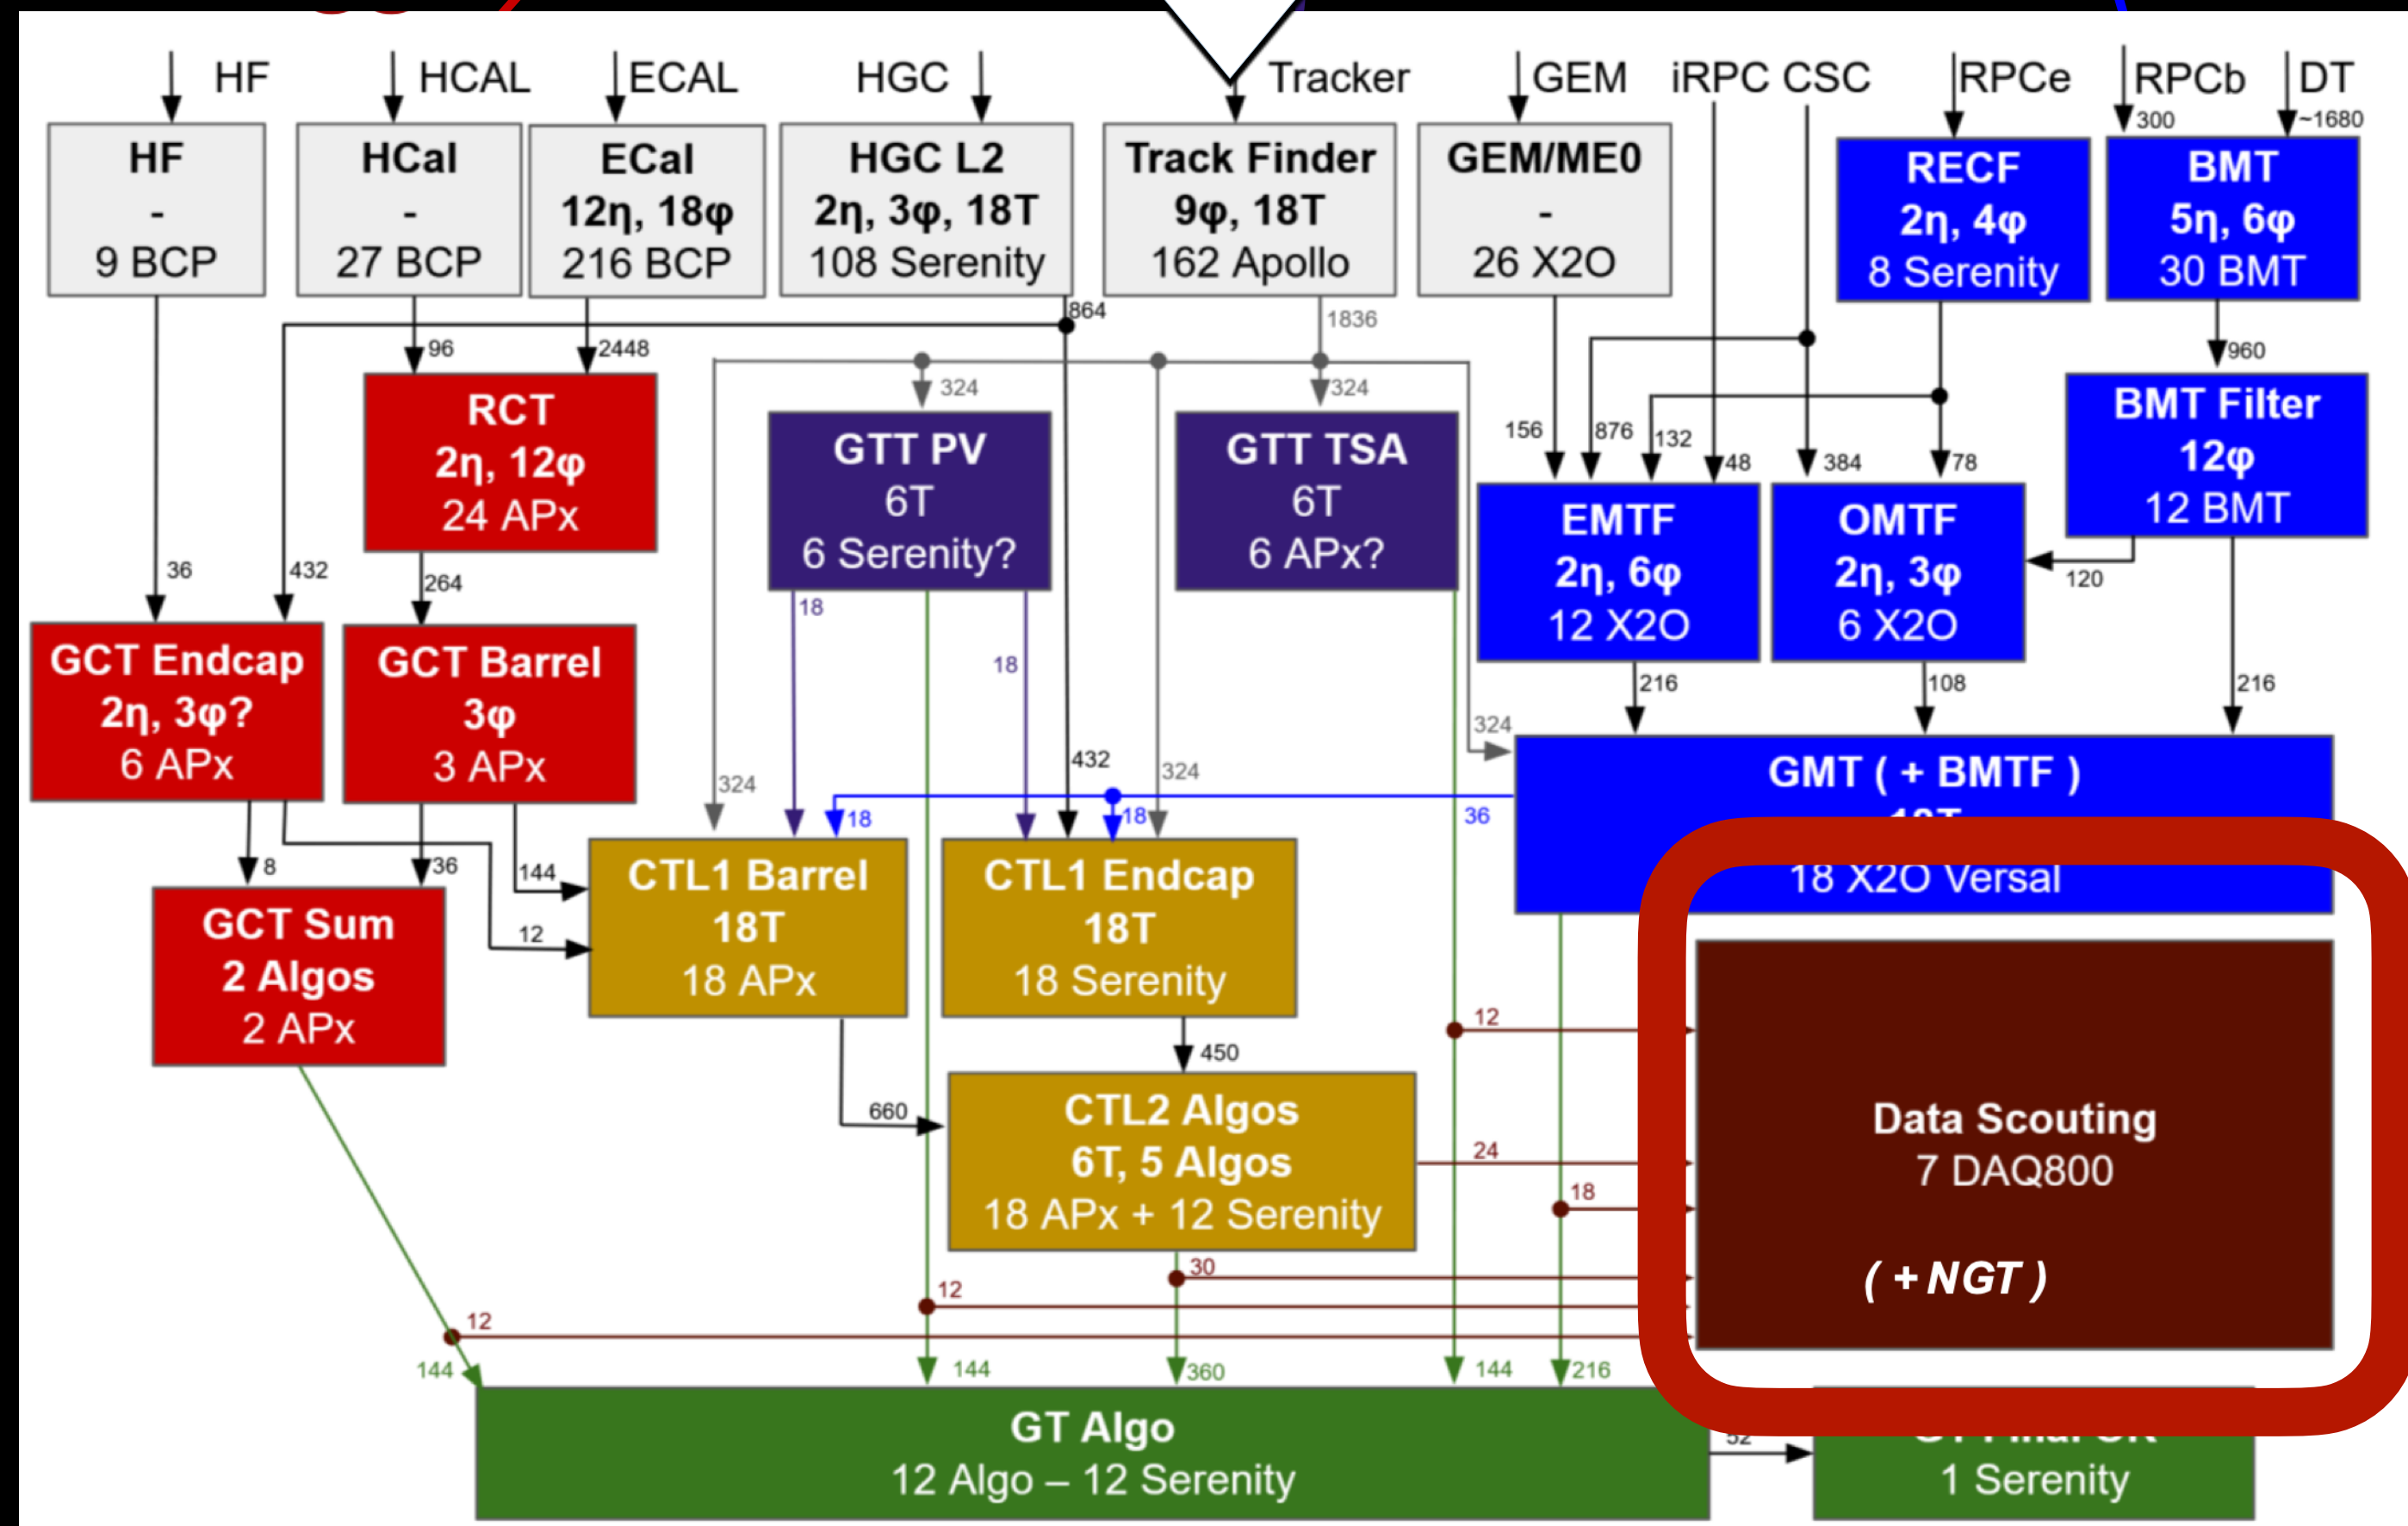 HF
HCAL
ECAL
HGC
Tracker
GEM
iRPC CSC
RPCe
RPCb
DT
300
~1680
HF
-
9 BCP
HCal
-
27 BCP
ECal
12η, 18φ
216 BCP
HGC L2
2η, 3φ, 18T
108 Serenity
Track Finder
9φ, 18T
162 Apollo
GEM/ME0
-
26 X2O
RECF
2η, 4φ
8 Serenity
BMT
5η, 6φ
30 BMT
864
1836
96
2448
960
324
324
RCT
2η, 12φ
24 APx
GTT PV
6T
6 Serenity?
GTT TSA
6T
6 APx?
156
876
132
48
384
78
BMT Filter
12φ
12 BMT
EMTF
2η, 6φ
12 X2O
OMTF
2η, 3φ
6 X2O
120
36
432
264
18
18
216
108
216
GCT Endcap
2η, 3φ?
6 APx
GCT Barrel
3φ
3 APx
324
432
324
324
GMT ( + BMTF )
18 X2O Versal
18
18
36
8
36
144
12
CTL1 Barrel
18T
18 APx
CTL1 Endcap
18T
18 Serenity
GCT Sum
2 Algos
2 APx
12
450
660
CTL2 Algos
6T, 5 Algos
18 APx + 12 Serenity
24
18
Data Scouting
7 DAQ800
( + NGT )
30
12
12
144
144
360
144
216
GT Algo
12 Algo – 12 Serenity
52
1 Serenity